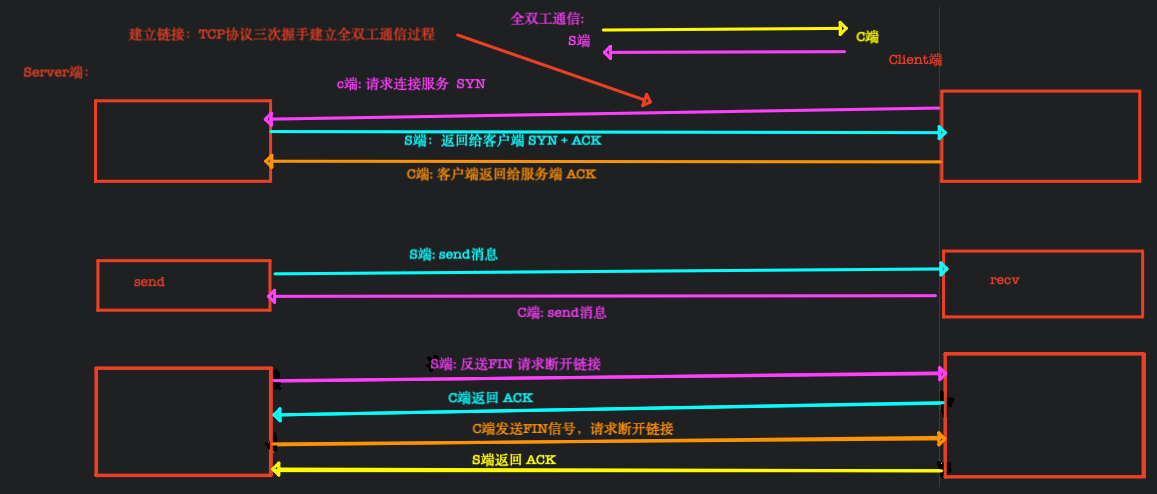 全双工通信:
建立链接：TCP协议三次握手建立全双工通信过程
S端
C端
Client端
Server端:
c端: 请求连接服务 SYN
S端：返回给客户端 SYN + ACK
C端: 客户端返回给服务端 ACK
S端: send消息
send
recv
C端: send消息
S端: 反送FIN 请求断开链接
C端返回 ACK
C端发送FIN信号，请求断开链接
S端返回 ACK